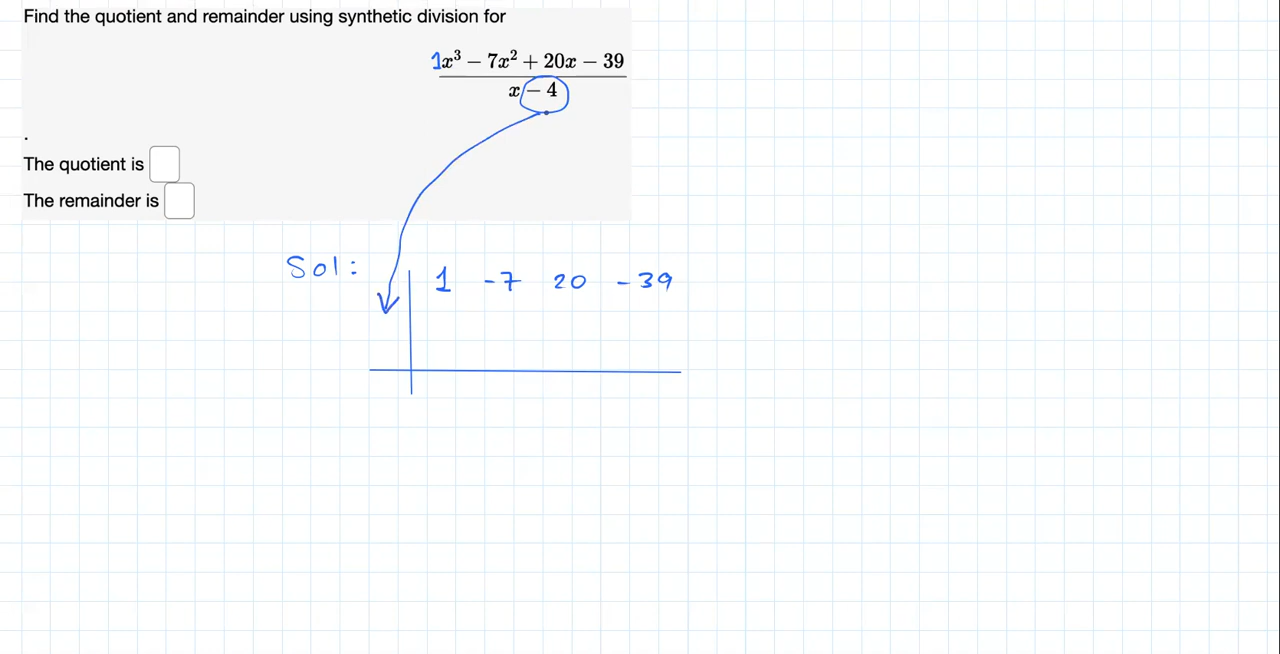 Find the quotient and remainder using synthetic division for
1x³ − 7x² + 20x − 39
x − 4
.
The quotient is
The remainder is
Sol: 1 -7 20 -39